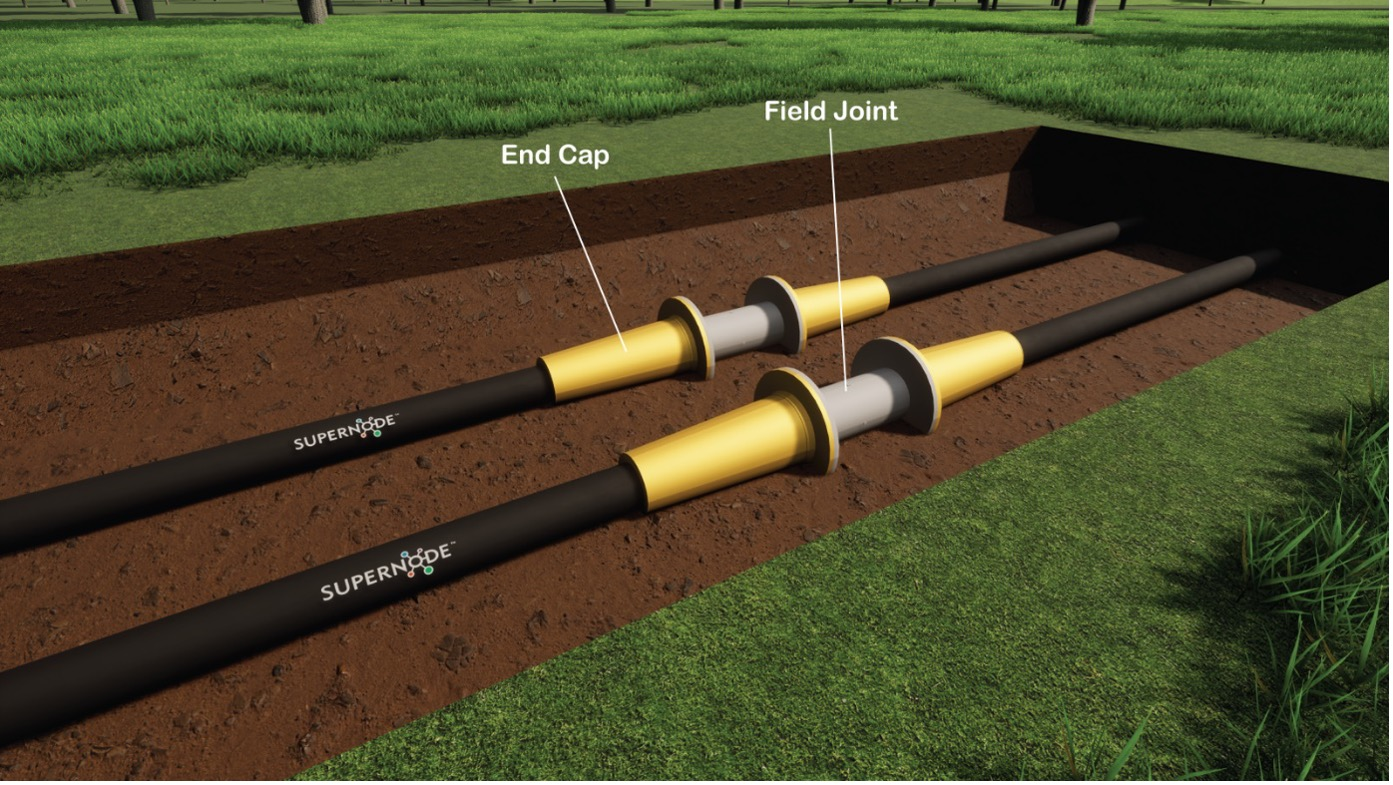 Field Joint
End Cap
SUPERNODE™
SUPERNODE™